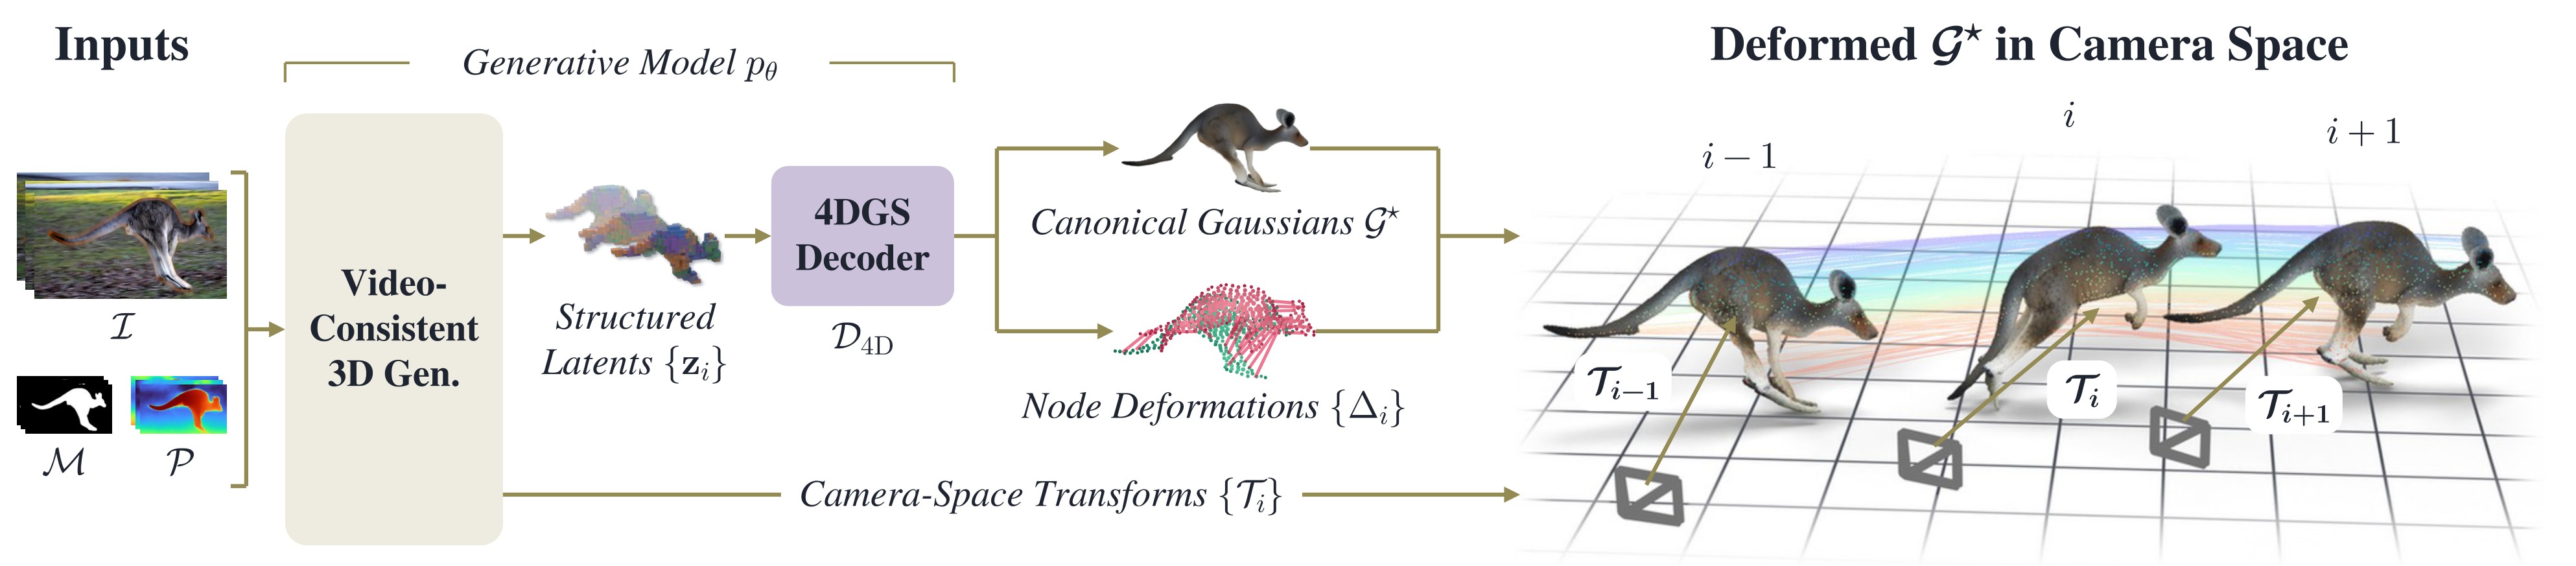 Inputs
Generative Model pθ
Deformed 𝒢⋆ in Camera Space
ℐ
ℳ
𝒫
Video-
Consistent
3D Gen.
Structured
Latents {𝐳ᵢ}
4DGS
Decoder
𝒟₄D
Canonical Gaussians 𝒢⋆
Node Deformations {Δᵢ}
Camera-Space Transforms {𝒯ᵢ}
i − 1
i
i + 1
𝒯ᵢ₋₁
𝒯ᵢ
𝒯ᵢ₊₁